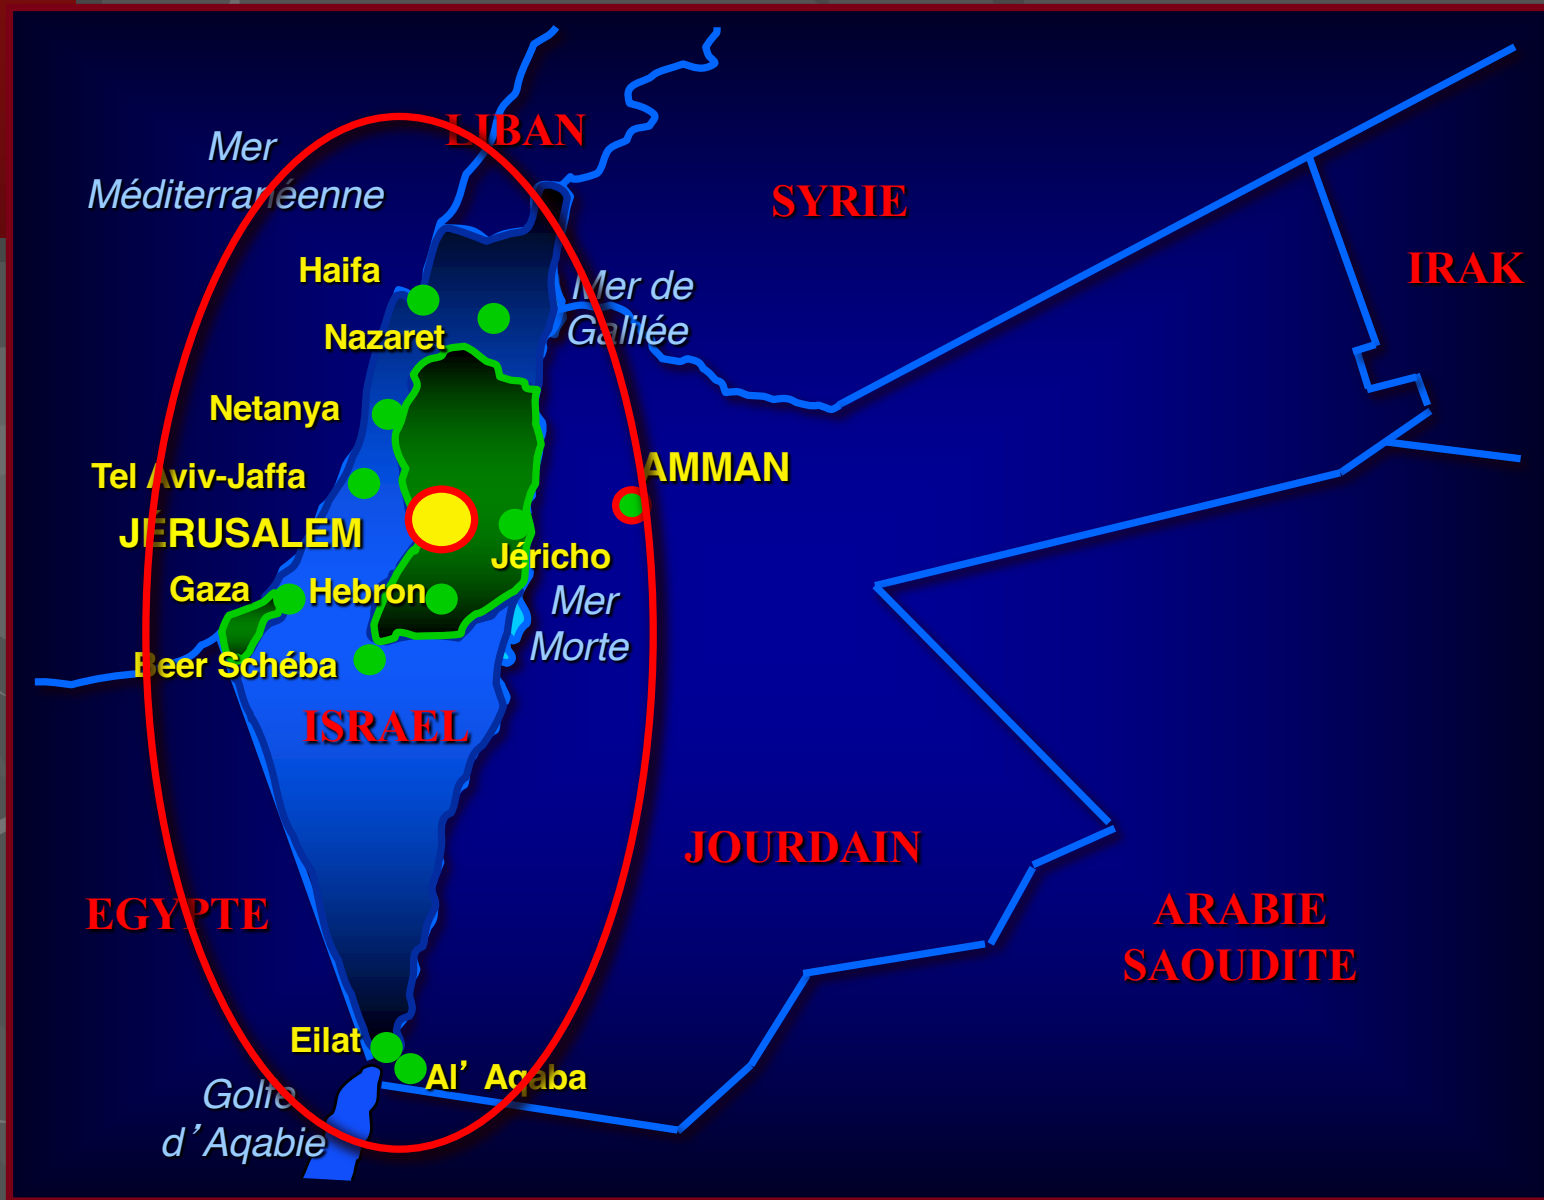 LIBAN
Mer
Méditerranéenne
SYRIE
IRAK
Haifa
Mer de
Galilée
Nazaret
Netanya
AMMAN
Tel Aviv-Jaffa
JÉRUSALEM
Jéricho
Gaza
Hebron
Mer
Morte
Beer Schéba
ISRAEL
JOURDAIN
EGYPTE
ARABIE
SAOUDITE
Eilat
Al’ Aqaba
Golfe
d’Aqabie